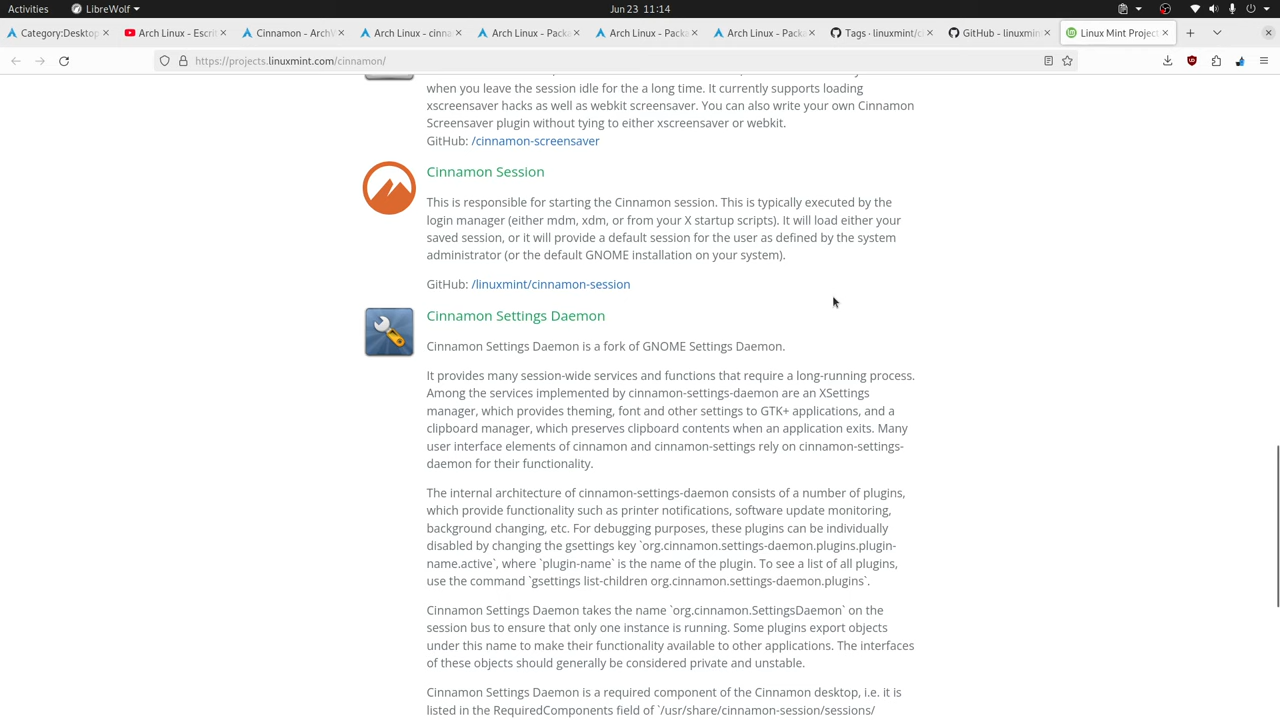 Activities
LibreWolf
Jun 23 11:14
Category:Desktop
Arch Linux - Escrit
Cinnamon - ArchW
Arch Linux - cinna
Arch Linux - Packa
Arch Linux - Packa
Arch Linux - Packa
Tags · linuxmint/ci
GitHub - linuxmin
Linux Mint Project
https://projects.linuxmint.com/cinnamon/
when you leave the session idle for the a long time. It currently supports loading
xscreensaver hacks as well as webkit screensaver. You can also write your own Cinnamon
Screensaver plugin without tying to either xscreensaver or webkit.
GitHub: /cinnamon-screensaver
Cinnamon Session
This is responsible for starting the Cinnamon session. This is typically executed by the
login manager (either mdm, xdm, or from your X startup scripts). It will load either your
saved session, or it will provide a default session for the user as defined by the system
administrator (or the default GNOME installation on your system).
GitHub: /linuxmint/cinnamon-session
Cinnamon Settings Daemon
Cinnamon Settings Daemon is a fork of GNOME Settings Daemon.
It provides many session-wide services and functions that require a long-running process.
Among the services implemented by cinnamon-settings-daemon are an XSettings
manager, which provides theming, font and other settings to GTK+ applications, and a
clipboard manager, which preserves clipboard contents when an application exits. Many
user interface elements of cinnamon and cinnamon-settings rely on cinnamon-settings-
daemon for their functionality.
The internal architecture of cinnamon-settings-daemon consists of a number of plugins,
which provide functionality such as printer notifications, software update monitoring,
background changing, etc. For debugging purposes, these plugins can be individually
disabled by changing the gsettings key `org.cinnamon.settings-daemon.plugins.plugin-
name.active`, where `plugin-name` is the name of the plugin. To see a list of all plugins,
use the command `gsettings list-children org.cinnamon.settings-daemon.plugins`.
Cinnamon Settings Daemon takes the name `org.cinnamon.SettingsDaemon` on the
session bus to ensure that only one instance is running. Some plugins export objects
under this name to make their functionality available to other applications. The interfaces
of these objects should generally be considered private and unstable.
Cinnamon Settings Daemon is a required component of the Cinnamon desktop, i.e. it is
listed in the RequiredComponents field of `/usr/share/cinnamon-session/sessions/